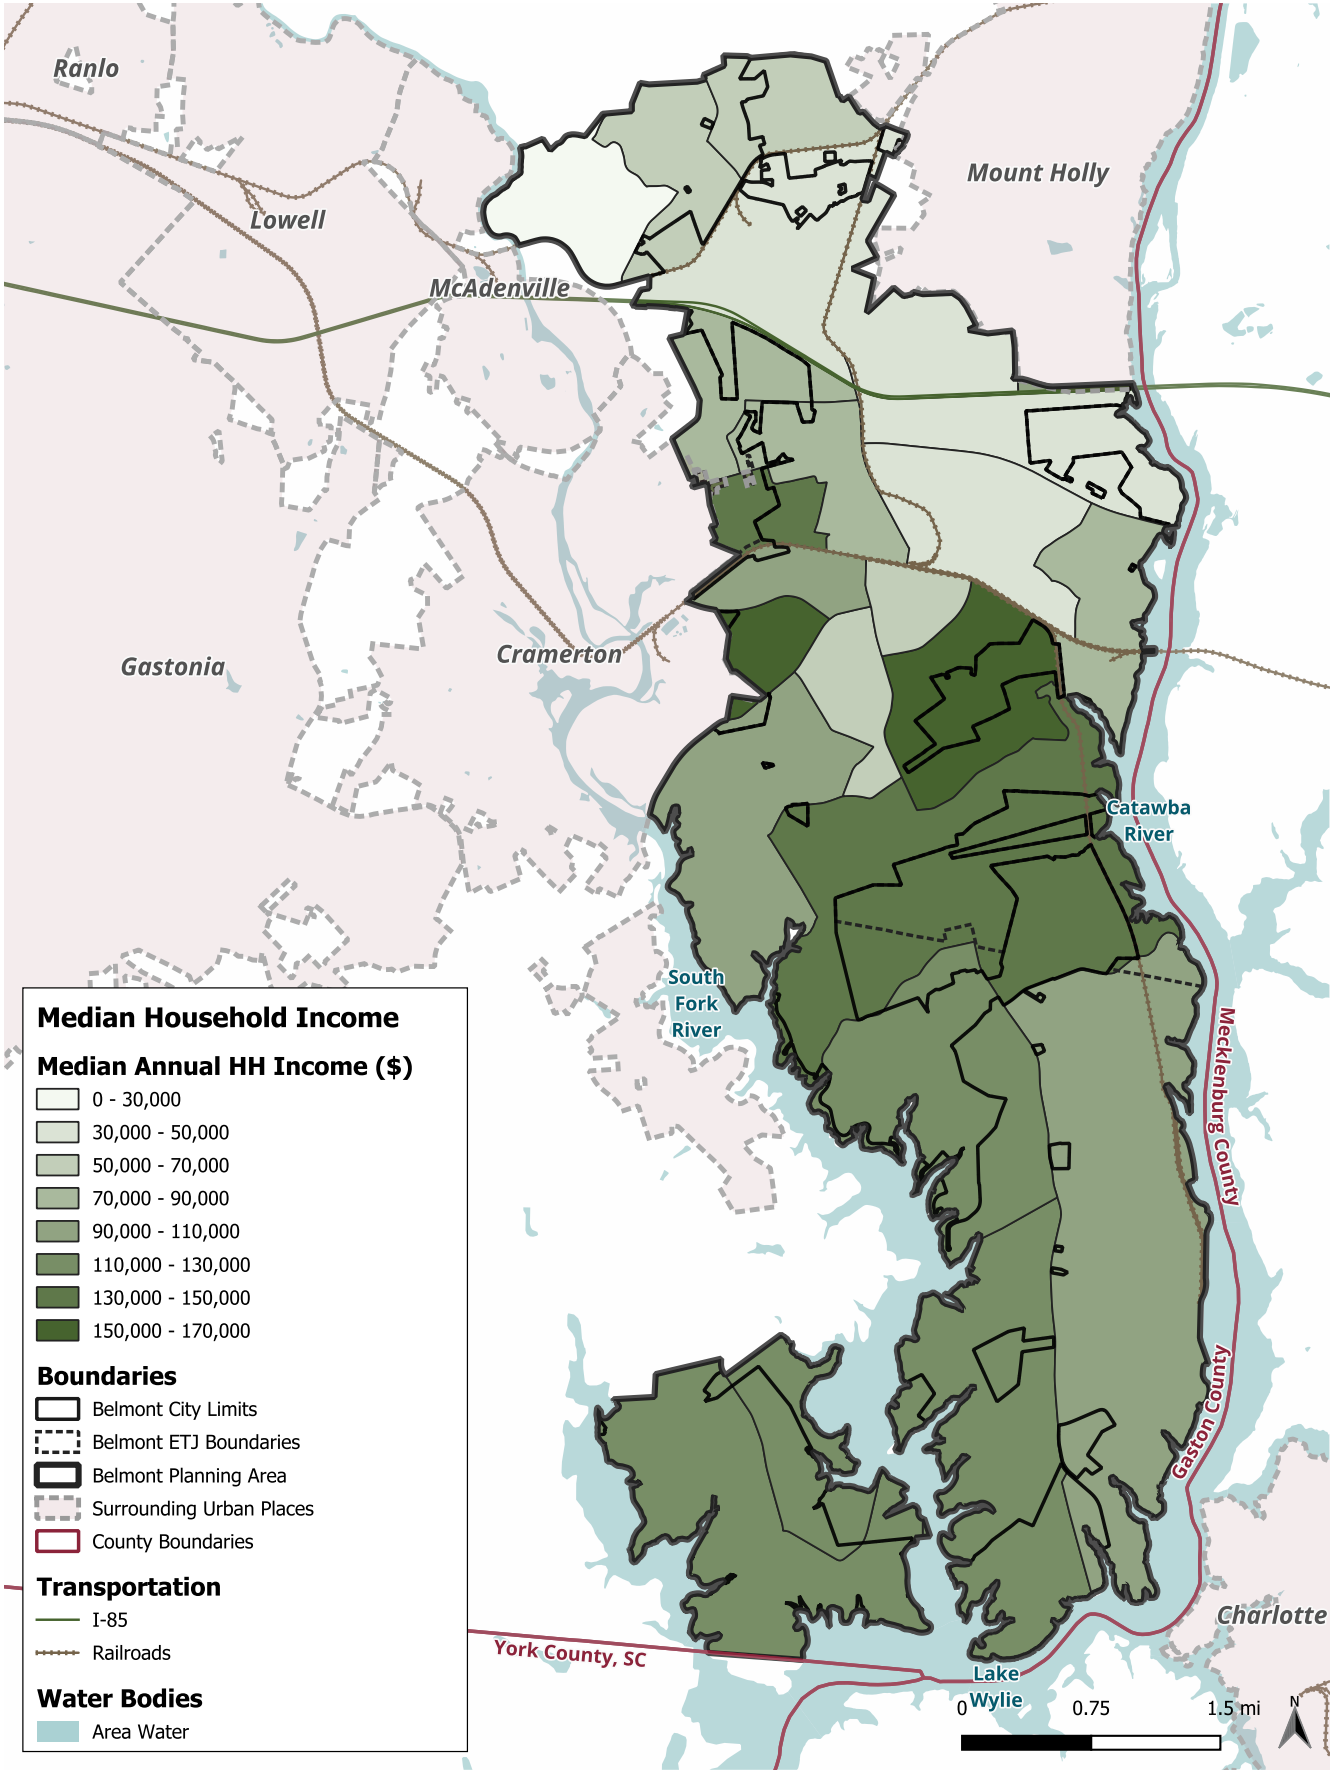 Ranlo
Mount Holly
Lowell
McAdenville
Gastonia
Cramerton
Catawba
River
South
Fork
River
Mecklenburg County
Gaston County
Median Household Income
Median Annual HH Income ($)
0 - 30,000
30,000 - 50,000
50,000 - 70,000
70,000 - 90,000
90,000 - 110,000
110,000 - 130,000
130,000 - 150,000
150,000 - 170,000
Boundaries
Belmont City Limits
Belmont ETJ Boundaries
Belmont Planning Area
Surrounding Urban Places
County Boundaries
Transportation
I-85
Railroads
Water Bodies
Area Water
York County, SC
Charlotte
Lake
Wylie
0 0.75 1.5 mi
N